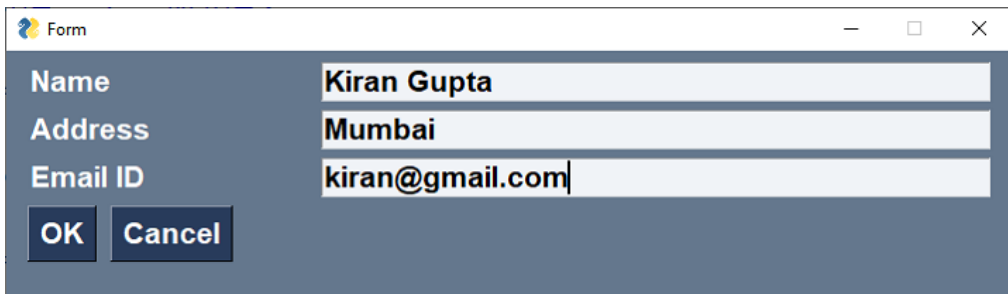 Form
Name Kiran Gupta
Address Mumbai
Email ID kiran@gmail.com
OK Cancel